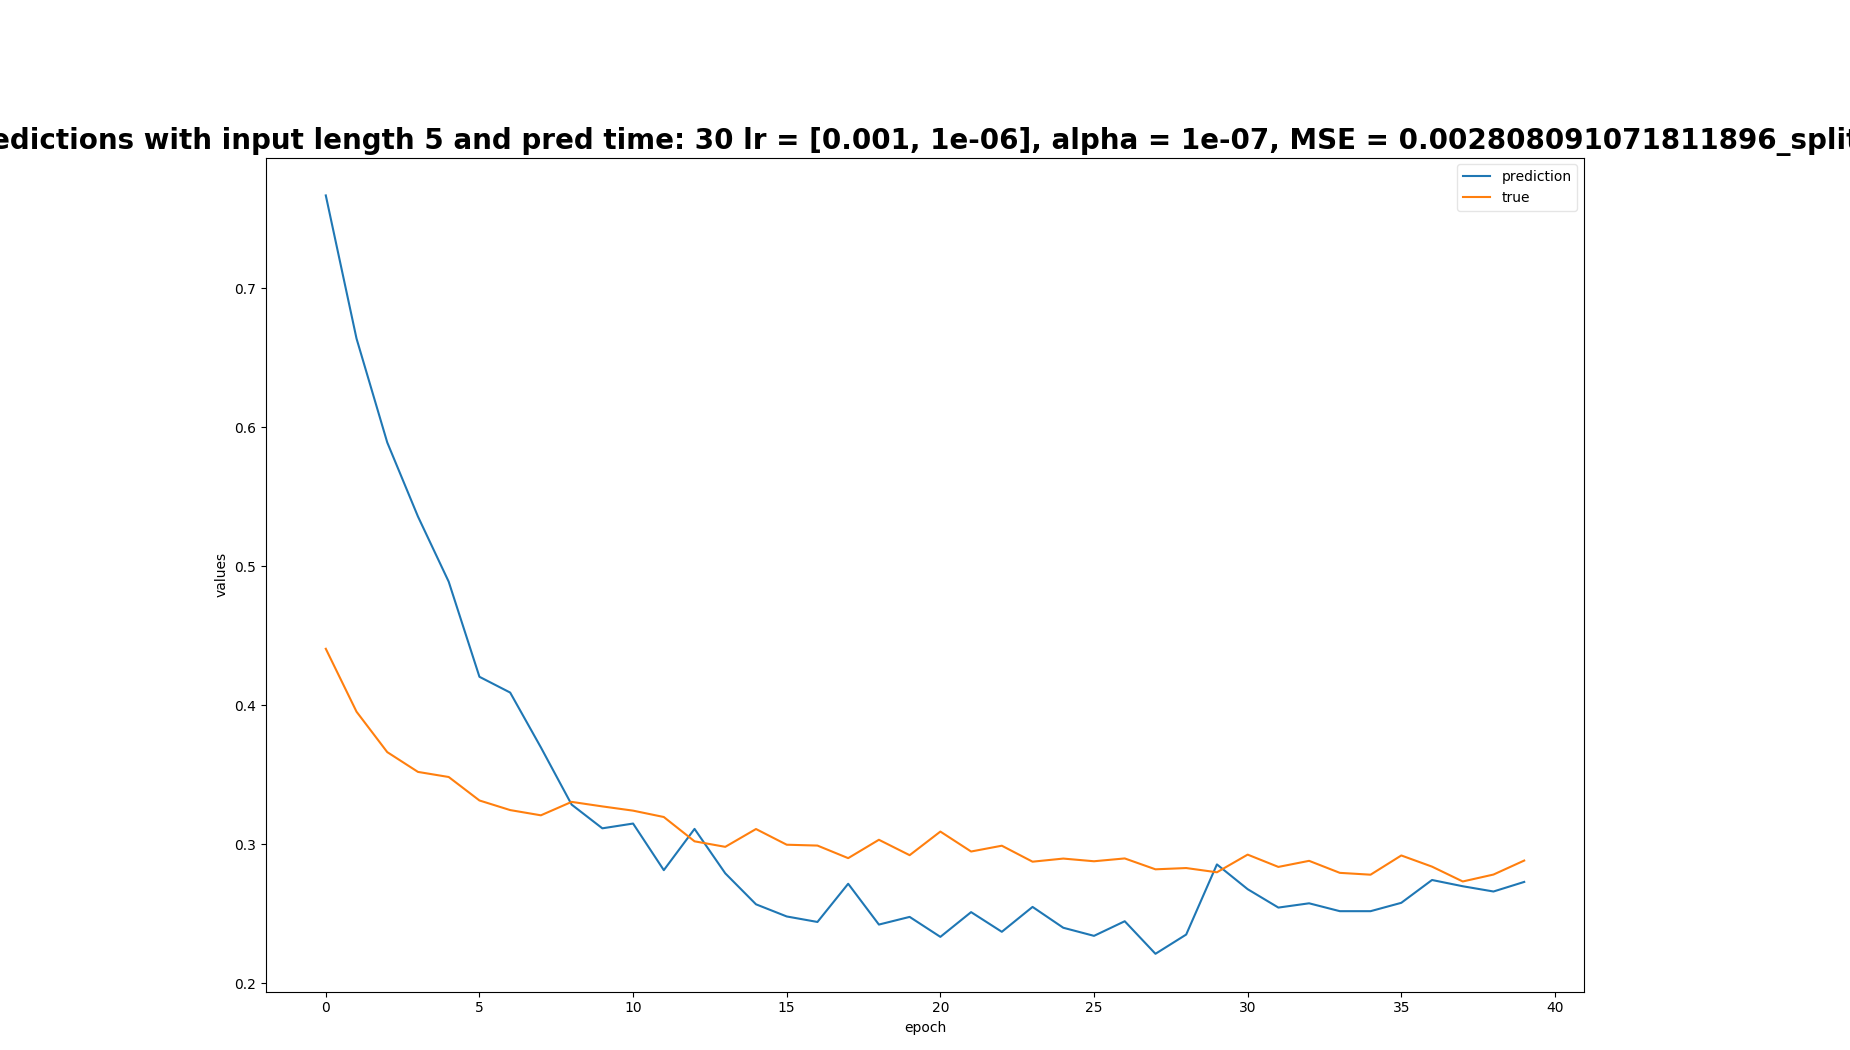 edictions with input length 5 and pred time: 30 lr = [0.001, 1e-06], alpha = 1e-07, MSE = 0.002808091071811896_split
prediction
true
0.7
0.6
0.5
0.4
0.3
0.2
values
0 5 10 15 20 25 30 35 40
epoch